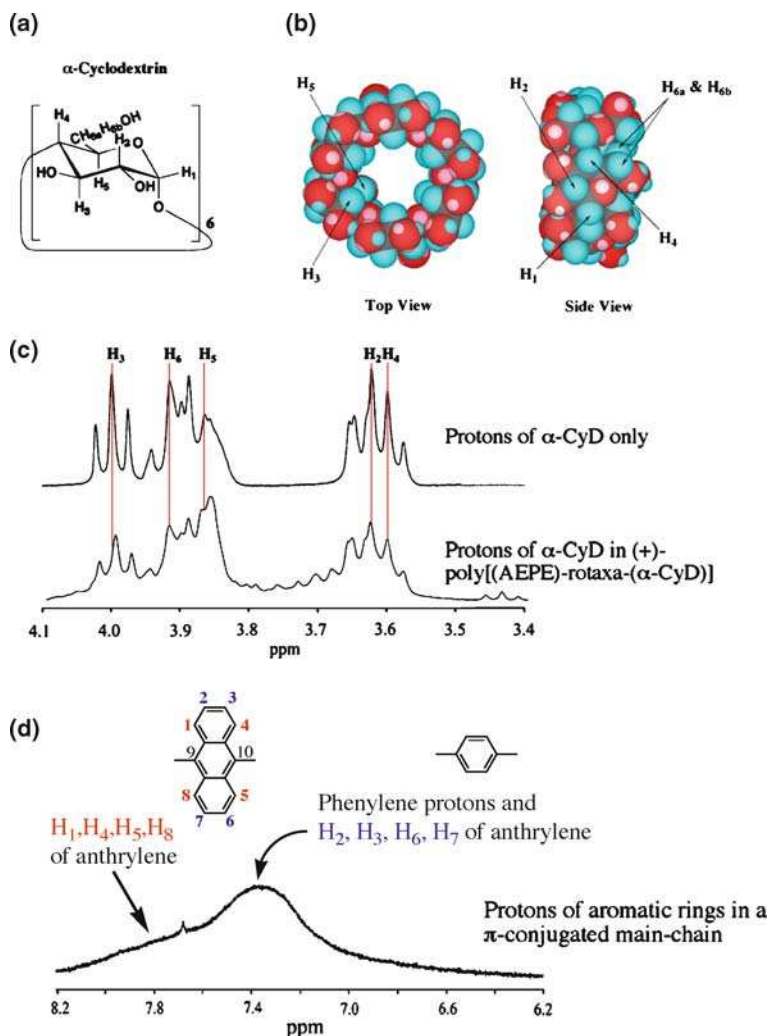 (a)
α-Cyclodextrin
H4
CH6aH6bOH
H2
O
HO
H5
OH
H1
H3
O
6
(b)
H5
H3
Top View
H2
H6a & H6b
H4
H1
Side View
(c)
H3 H6 H5 H2 H4
Protons of α-CyD only
Protons of α-CyD in (+)-
poly[(AEPE)-rotaxa-(α-CyD)]
4.1 4.0 3.9 3.8 3.7 3.6 3.5 3.4
ppm
(d)
2 3
1 4
9 10
8 5
7 6
H1,H4,H5,H8
of anthrylene
Phenylene protons and
H2, H3, H6, H7 of anthrylene
Protons of aromatic rings in a
π-conjugated main-chain
8.2 7.8 7.4 7.0 6.6 6.2
ppm